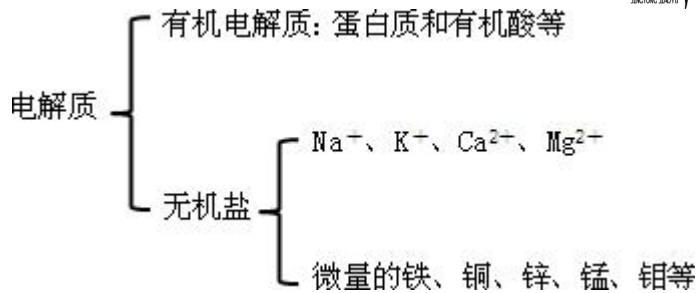 有机电解质：蛋白质和有机酸等
电解质
Na⁺、K⁺、Ca²⁺、Mg²⁺
无机盐
微量的铁、铜、锌、锰、钼等